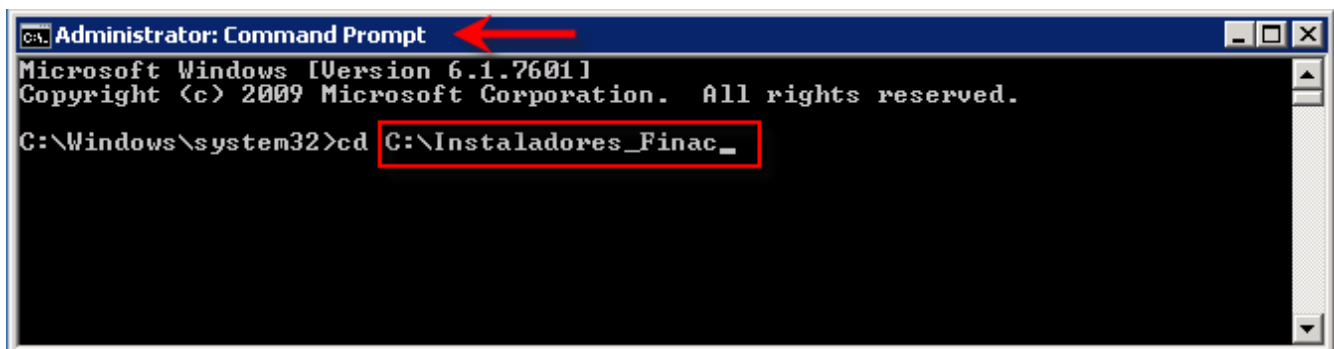 Administrator: Command Prompt
Microsoft Windows [Version 6.1.7601]
Copyright (c) 2009 Microsoft Corporation.  All rights reserved.
C:\Windows\system32>cd C:\Instaladores_Finac_